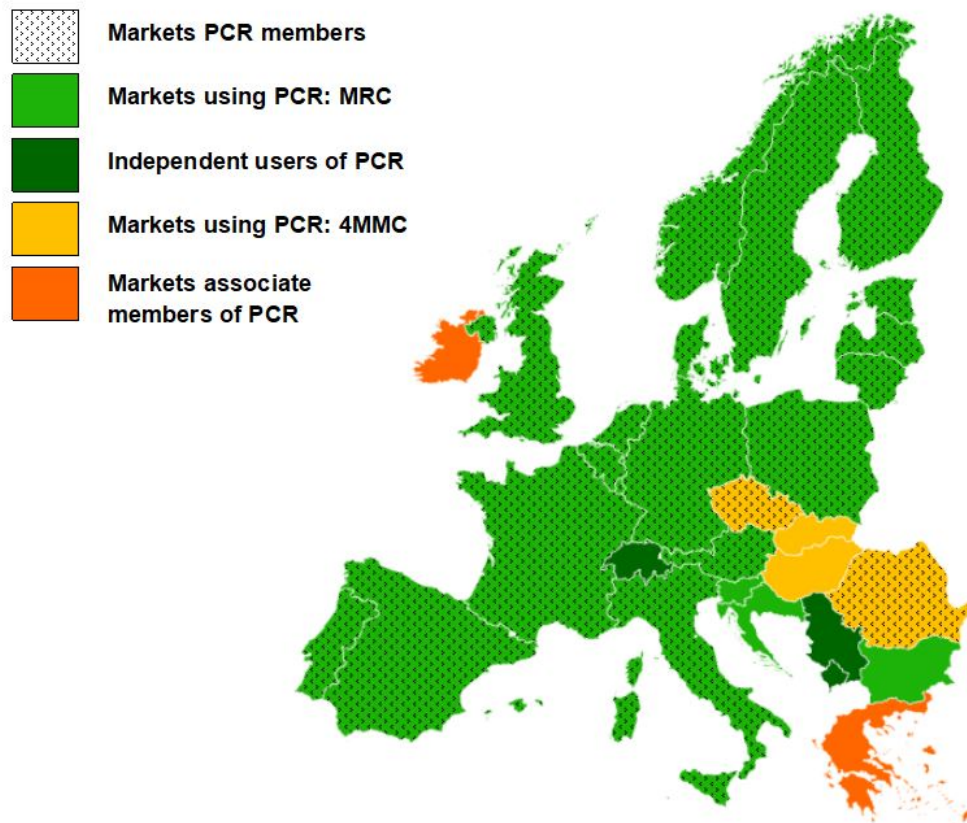 Markets PCR members
Markets using PCR: MRC
Independent users of PCR
Markets using PCR: 4MMC
Markets associate
members of PCR